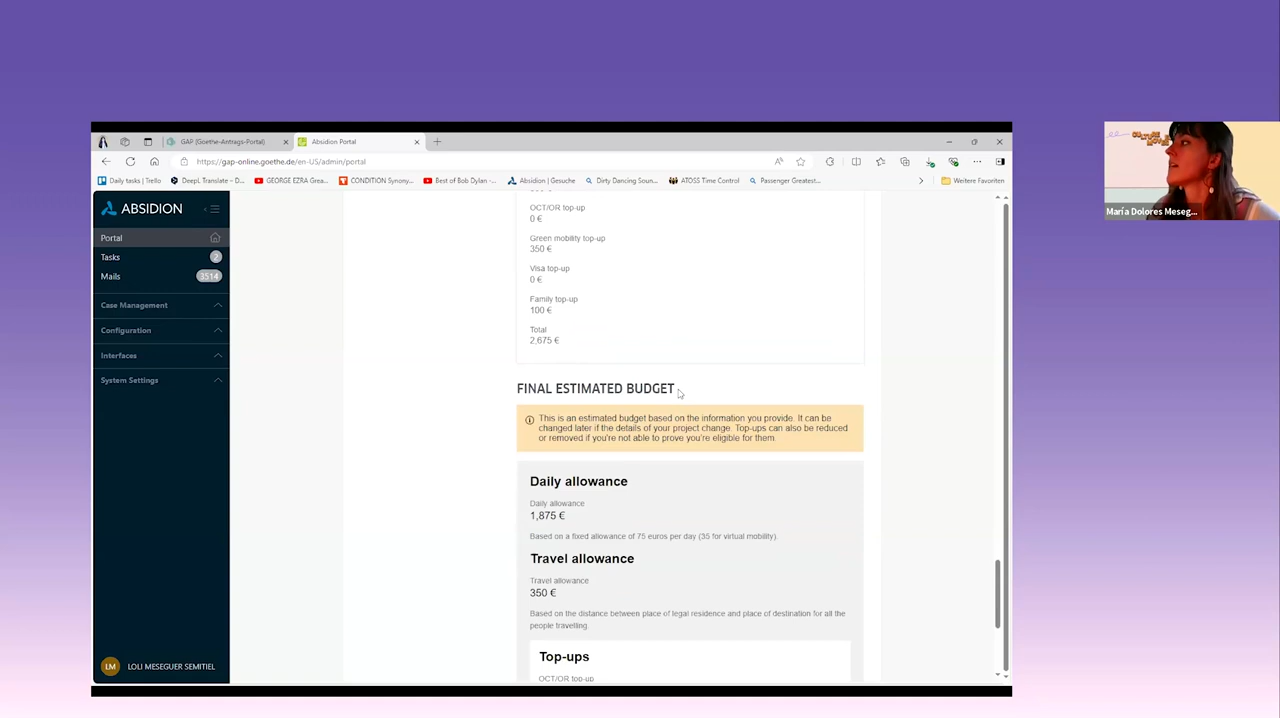 GAP (Goethe-Antrags-Portal)
Absidion Portal
https://gap-online.goethe.de/en-US/admin/portal
Daily tasks | Trello
DeepL Translate – D...
GEORGE EZRA Grea...
CONDITION Synony...
Best of Bob Dylan -...
Absidion | Gesuche
Dirty Dancing Soun...
ATOSS Time Control
Passenger Greatest...
Weitere Favoriten
ABSIDION
Portal
Tasks
2
Mails
3514
Case Management
Configuration
Interfaces
System Settings
LM
LOLI MESEGUER SEMITIEL
OCT/OR top-up
0 €
Green mobility top-up
350 €
Visa top-up
0 €
Family top-up
100 €
Total
2,675 €
FINAL ESTIMATED BUDGET
This is an estimated budget based on the information you provide. It can be
changed later if the details of your project change. Top-ups can also be reduced
or removed if you're not able to prove you're eligible for them.
Daily allowance
Daily allowance
1,875 €
Based on a fixed allowance of 75 euros per day (35 for virtual mobility).
Travel allowance
Travel allowance
350 €
Based on the distance between place of legal residence and place of destination for all the
people travelling.
Top-ups
OCT/OR top-up
CULTURE
MOVES
María Dolores Meseg...